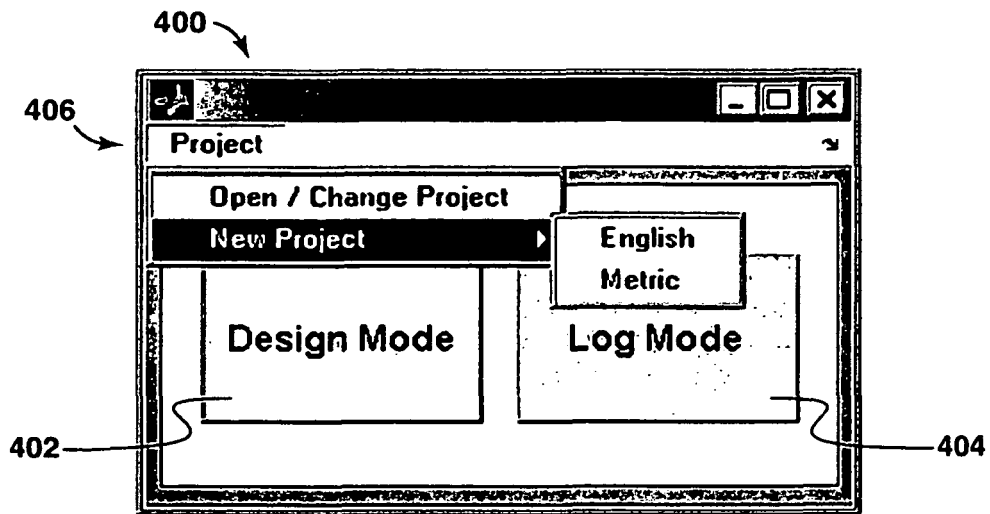 400
406
Project
Open / Change Project
New Project
English
Metric
Design Mode
Log Mode
402
404